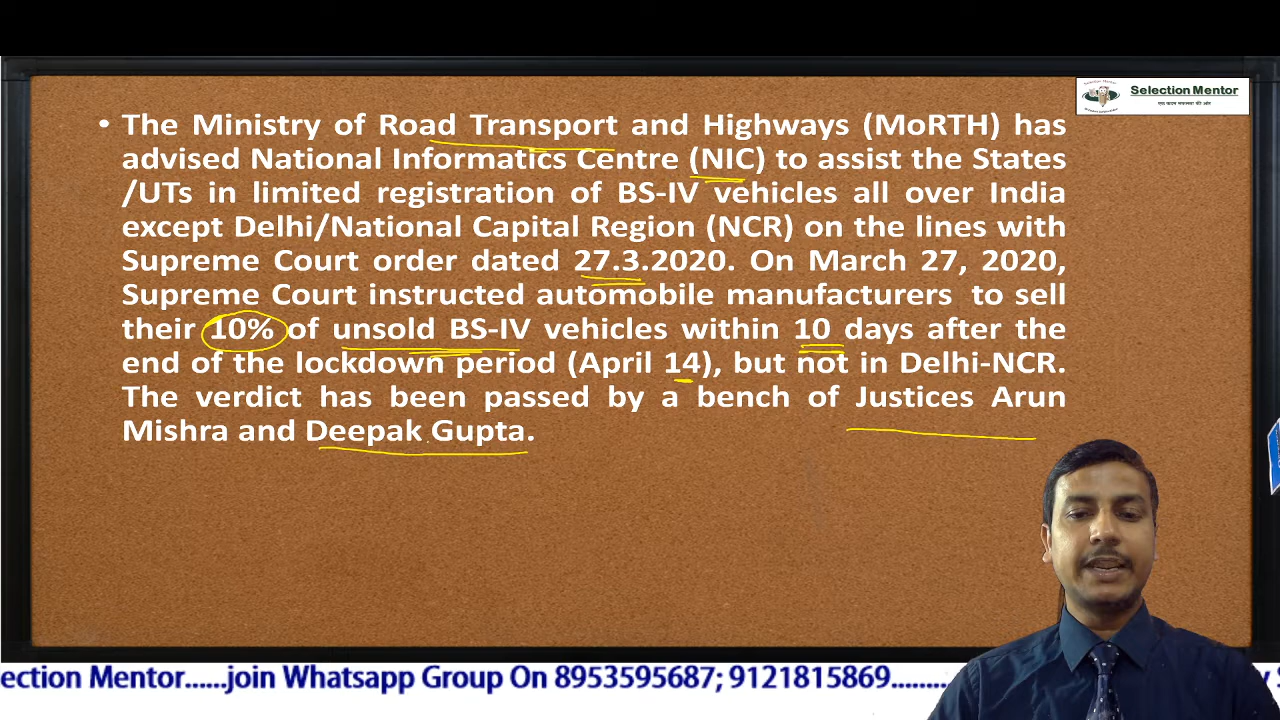 Selection Mentor
• The Ministry of Road Transport and Highways (MoRTH) has
advised National Informatics Centre (NIC) to assist the States
/UTs in limited registration of BS-IV vehicles all over India
except Delhi/National Capital Region (NCR) on the lines with
Supreme Court order dated 27.3.2020. On March 27, 2020,
Supreme Court instructed automobile manufacturers to sell
their 10% of unsold BS-IV vehicles within 10 days after the
end of the lockdown period (April 14), but not in Delhi-NCR.
The verdict has been passed by a bench of Justices Arun
Mishra and Deepak Gupta.
ection Mentor......join Whatsapp Group On 8953595687; 9121815869.........